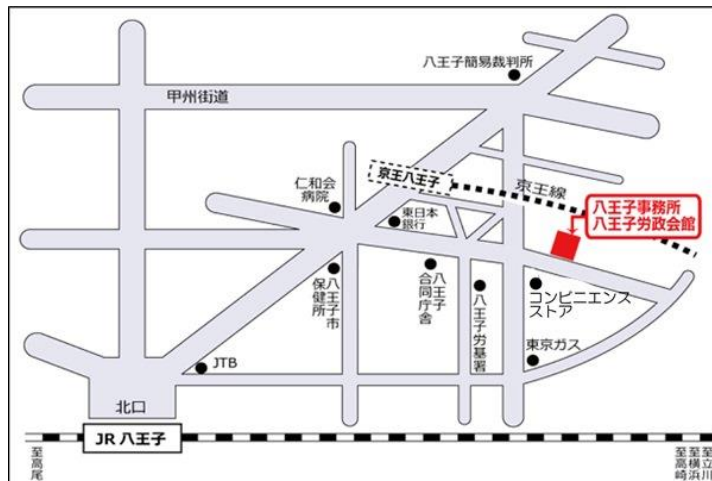 八王子簡易裁判所
甲州街道
京王八王子
京王線
仁和会
病院
東日本
銀行
八王子事務所
八王子労政会館
八王子市
保健所
八王子
合同庁舎
八王子労基署
コンビニエンス
ストア
東京ガス
JTB
北口
JR 八王子
至高尾
至高崎
至横浜
至立川